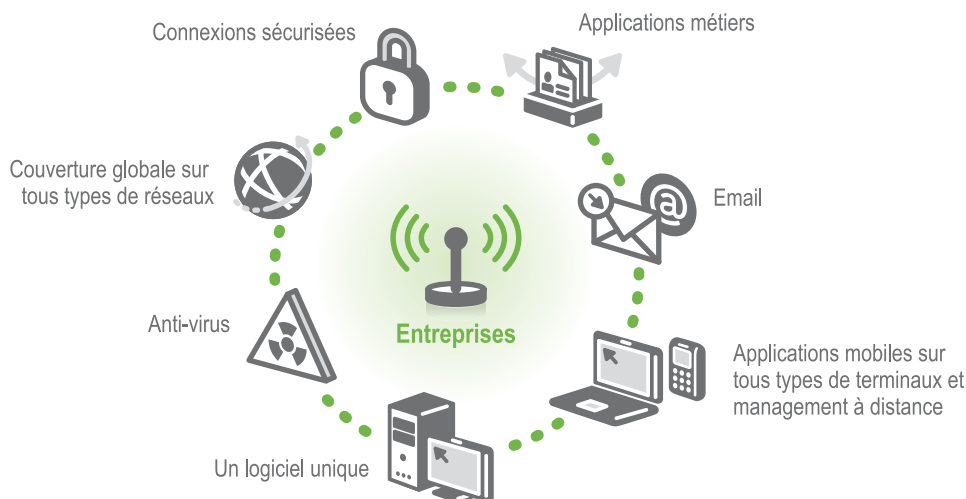 Connexions sécurisées
Applications métiers
Couverture globale sur
tous types de réseaux
@
Email
Anti-virus
Entreprises
Applications mobiles sur
tous types de terminaux et
management à distance
Un logiciel unique